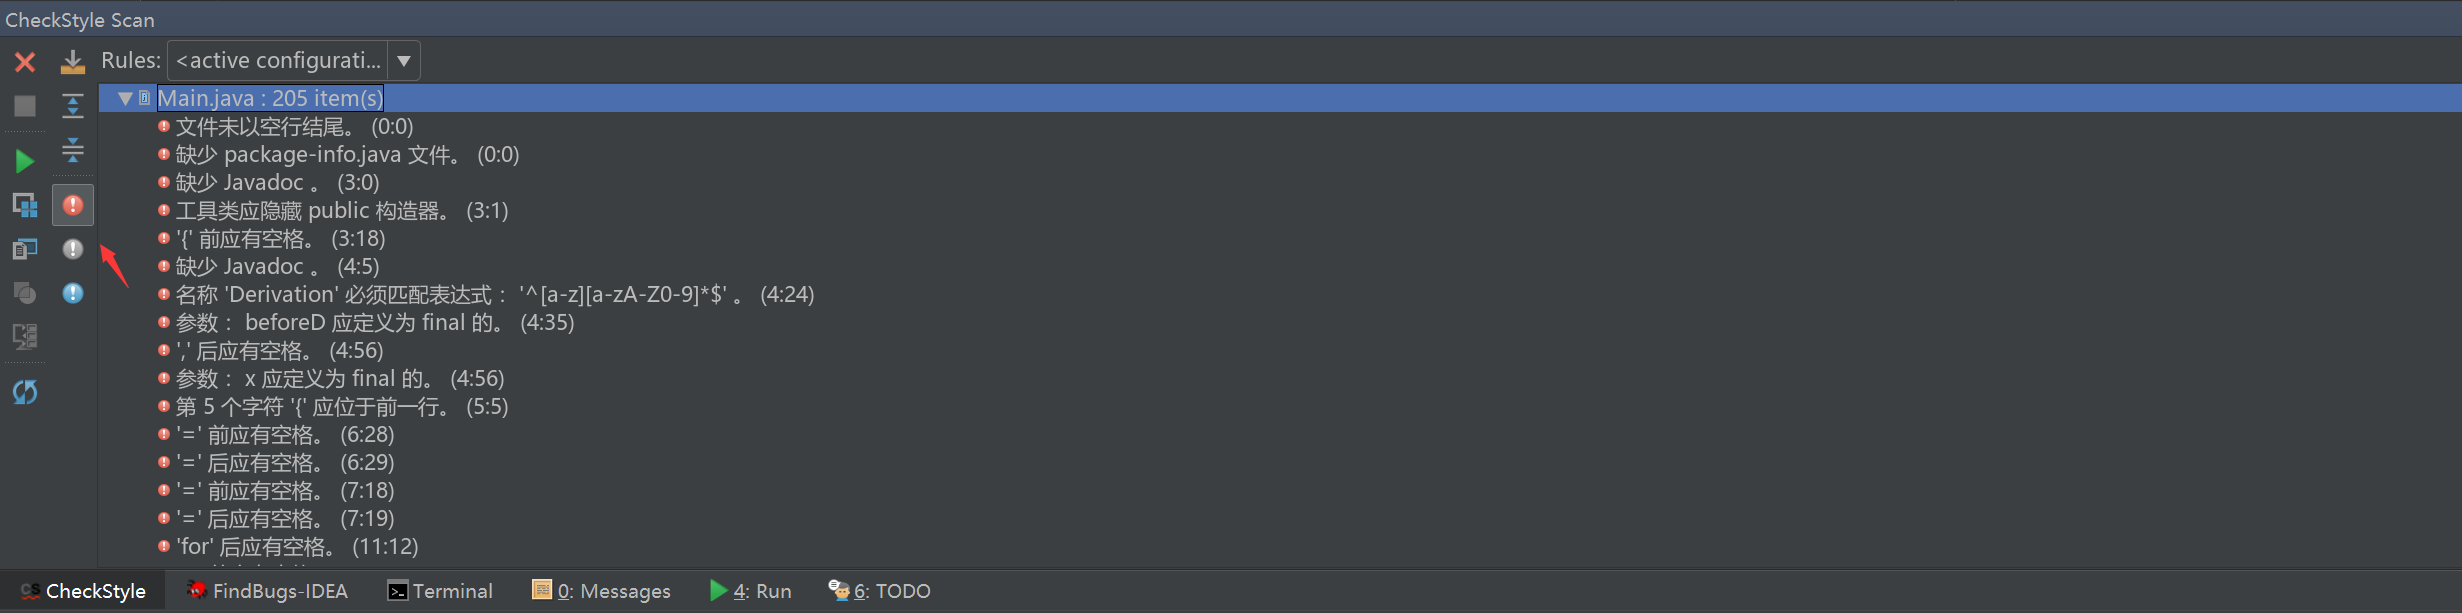 CheckStyle Scan
Rules: <active configurati...
Main.java : 205 item(s)
文件未以空行结尾。 (0:0)
缺少 package-info.java 文件。 (0:0)
缺少 Javadoc 。 (3:0)
工具类应隐藏 public 构造器。 (3:1)
'{' 前应有空格。 (3:18)
缺少 Javadoc 。 (4:5)
名称 'Derivation' 必须匹配表达式： '^[a-z][a-zA-Z0-9]*$' 。 (4:24)
参数： beforeD 应定义为 final 的。 (4:35)
',' 后应有空格。 (4:56)
参数： x 应定义为 final 的。 (4:56)
第 5 个字符 '{' 应位于前一行。 (5:5)
'=' 前应有空格。 (6:28)
'=' 后应有空格。 (6:29)
'=' 前应有空格。 (7:18)
'=' 后应有空格。 (7:19)
'for' 后应有空格。 (11:12)
CS CheckStyle FindBugs-IDEA Terminal 0: Messages 4: Run 6: TODO